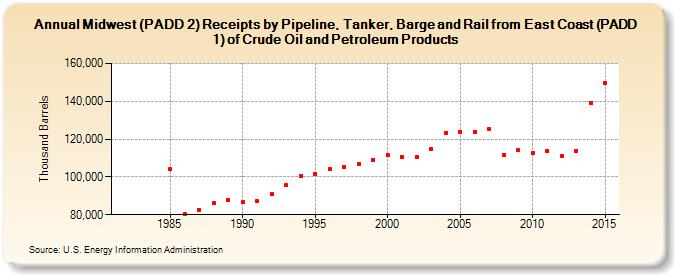 Annual Midwest (PADD 2) Receipts by Pipeline, Tanker, Barge and Rail from East Coast (PADD
1) of Crude Oil and Petroleum Products
Thousand Barrels
160,000
140,000
120,000
100,000
80,000
1985 1990 1995 2000 2005 2010 2015
Source: U.S. Energy Information Administration